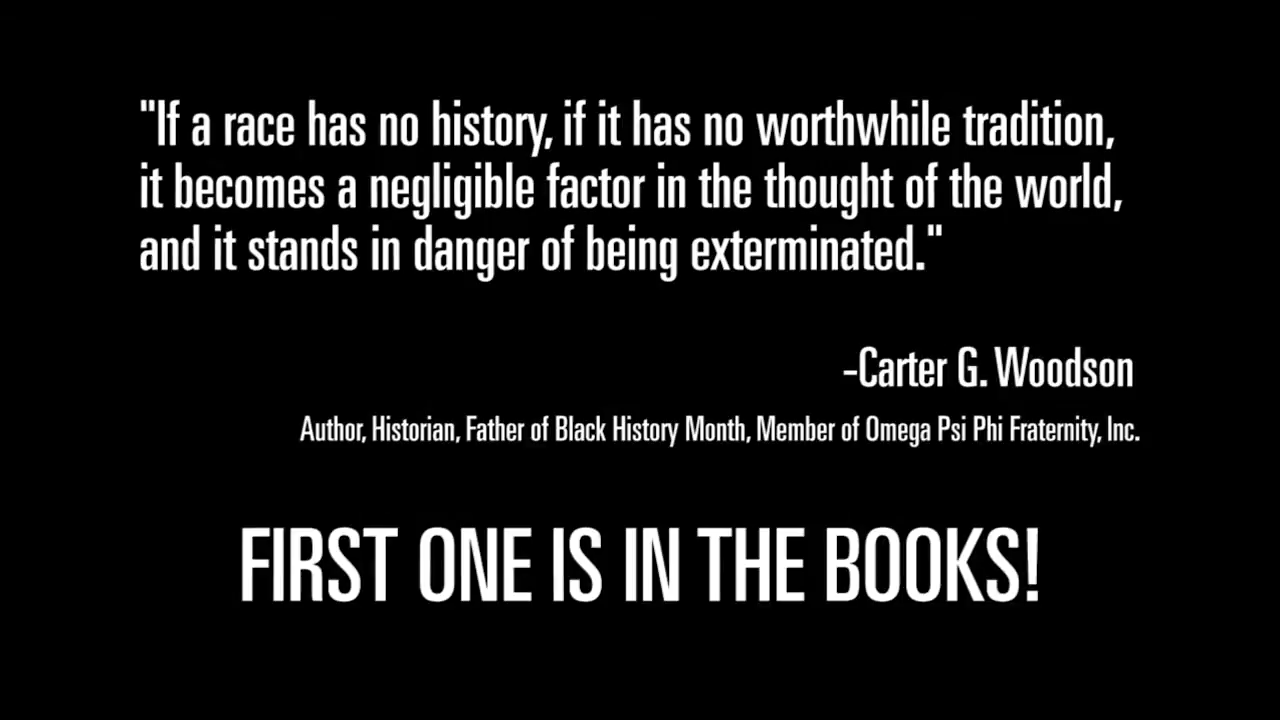 "If a race has no history, if it has no worthwhile tradition,
it becomes a negligible factor in the thought of the world,
and it stands in danger of being exterminated."
-Carter G. Woodson
Author, Historian, Father of Black History Month, Member of Omega Psi Phi Fraternity, Inc.
FIRST ONE IS IN THE BOOKS!